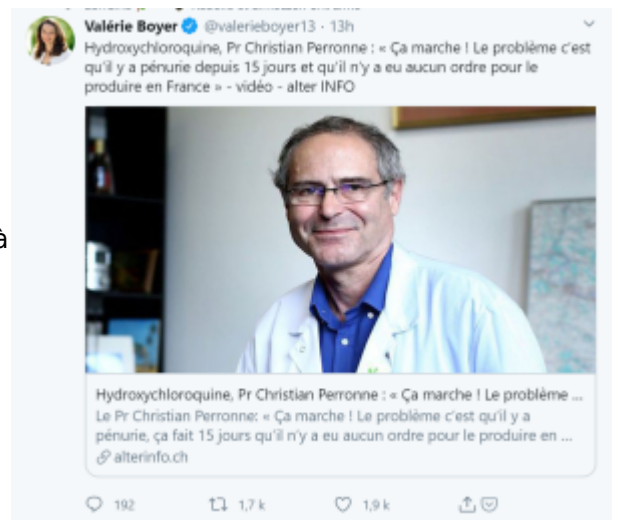 Valérie Boyer @valerieboyer13 · 13h
Hydroxychloroquine, Pr Christian Perronne : « Ça marche ! Le problème c'est
qu'il y a pénurie depuis 15 jours et qu'il n'y a eu aucun ordre pour le
produire en France » - vidéo - alter INFO
à
Hydroxychloroquine, Pr Christian Perronne : « Ça marche ! Le problème ...
Le Pr Christian Perronne: « Ça marche ! Le problème c'est qu'il y a
pénurie, ça fait 15 jours qu'il n'y a eu aucun ordre pour le produire en ...
alterinfo.ch
192 1,7 k 1,9 k